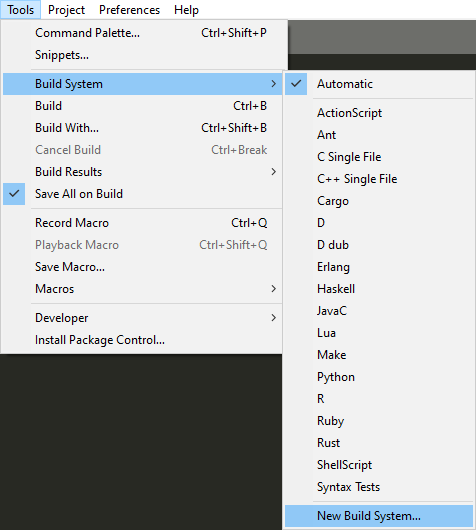 Tools Project Preferences Help
Command Palette... Ctrl+Shift+P
Snippets...
Build System
Build Ctrl+B
Build With... Ctrl+Shift+B
Cancel Build Ctrl+Break
Build Results
Save All on Build
Record Macro Ctrl+Q
Playback Macro Ctrl+Shift+Q
Save Macro...
Macros
Developer
Install Package Control...
Automatic
ActionScript
Ant
C Single File
C++ Single File
Cargo
D
D dub
Erlang
Haskell
JavaC
Lua
Make
Python
R
Ruby
Rust
ShellScript
Syntax Tests
New Build System...